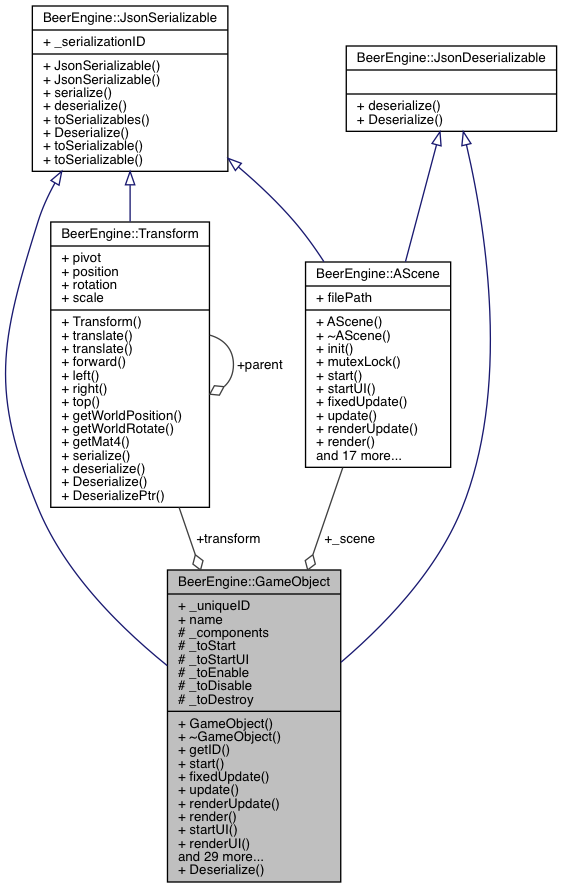 BeerEngine::JsonSerializable
+ _serializationID
+ JsonSerializable()
+ JsonSerializable()
+ serialize()
+ deserialize()
+ toSerializables()
+ Deserialize()
+ toSerializable()
+ toSerializable()
BeerEngine::JsonDeserializable
+ deserialize()
+ Deserialize()
BeerEngine::Transform
+ pivot
+ position
+ rotation
+ scale
+ Transform()
+ translate()
+ translate()
+ forward()
+ left()
+ right()
+ top()
+ getWorldPosition()
+ getWorldRotate()
+ getMat4()
+ serialize()
+ deserialize()
+ Deserialize()
+ DeserializePtr()
+parent
BeerEngine::AScene
+ filePath
+ AScene()
+ ~AScene()
+ init()
+ mutexLock()
+ start()
+ startUI()
+ fixedUpdate()
+ update()
+ renderUpdate()
+ render()
and 17 more...
+transform
+_scene
BeerEngine::GameObject
+ _uniqueID
+ name
# _components
# _toStart
# _toStartUI
# _toEnable
# _toDisable
# _toDestroy
+ GameObject()
+ ~GameObject()
+ getID()
+ start()
+ fixedUpdate()
+ update()
+ renderUpdate()
+ render()
+ startUI()
+ renderUI()
and 29 more...
+ Deserialize()